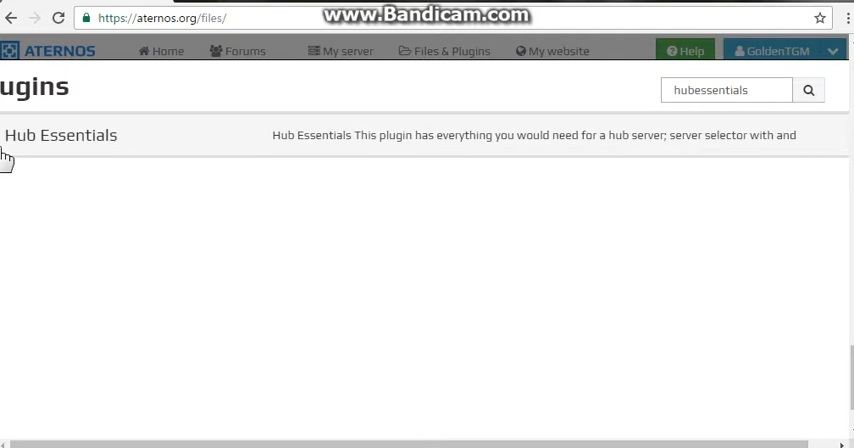 www.Bandicam.com
https://aternos.org/files/
ATERNOS Home Forums My server Files & Plugins My website Help GoldenTGM
ugins
hubessentials
Hub Essentials Hub Essentials This plugin has everything you would need for a hub server; server selector with and